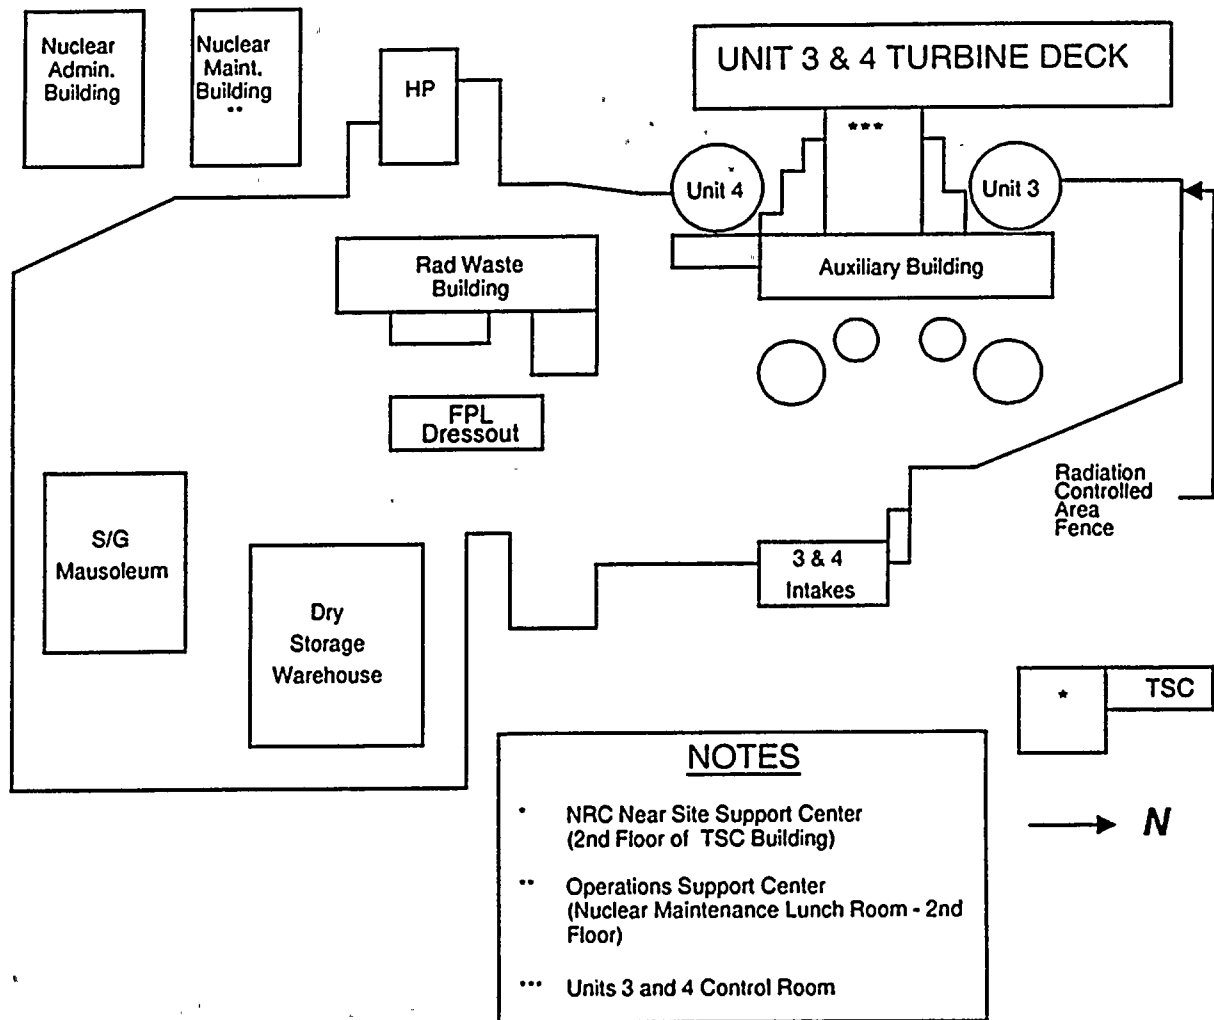 Nuclear
Admin.
Building
Nuclear
Maint.
Building
**
HP
UNIT 3 & 4 TURBINE DECK
***
Unit 4
Unit 3
Rad Waste
Building
Auxiliary Building
FPL
Dressout
Radiation
Controlled
Area
Fence
S/G
Mausoleum
3 & 4
Intakes
Dry
Storage
Warehouse
*
TSC
NOTES
* NRC Near Site Support Center
(2nd Floor of TSC Building)
** Operations Support Center
(Nuclear Maintenance Lunch Room - 2nd
Floor)
*** Units 3 and 4 Control Room
N